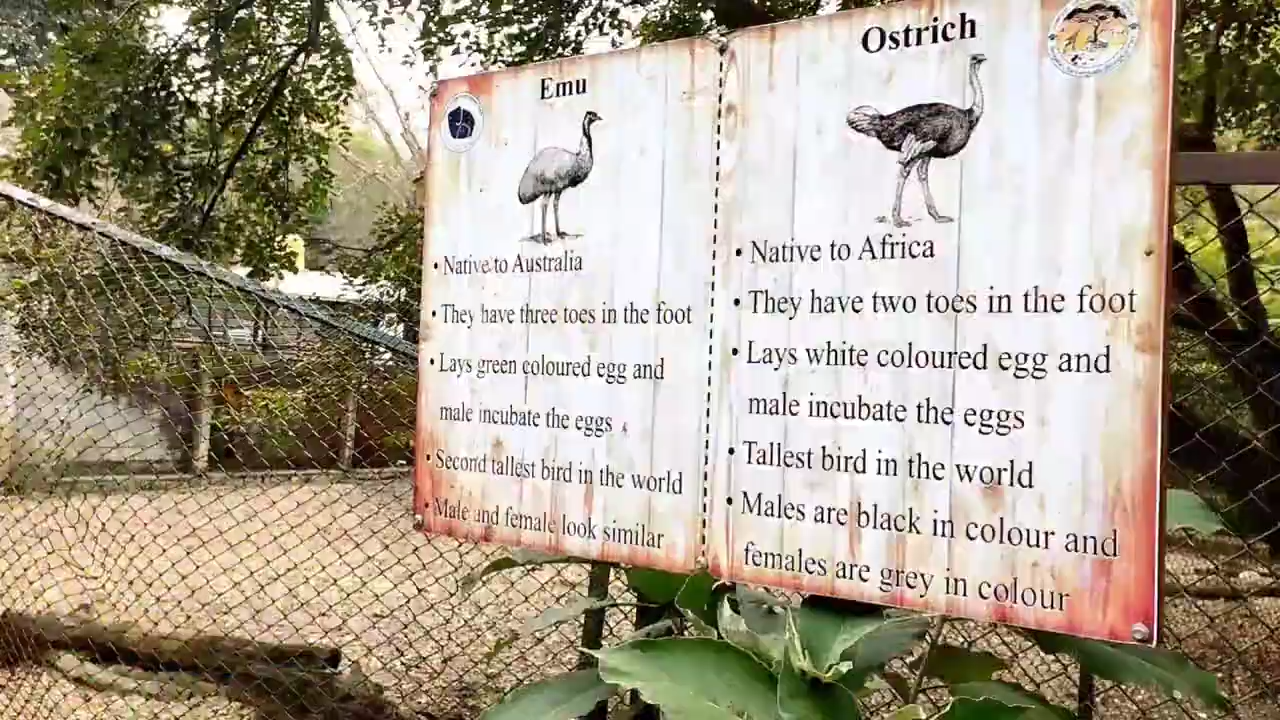 Emu
• Native to Australia
• They have three toes in the foot
• Lays green coloured egg and
male incubate the eggs
• Second tallest bird in the world
• Male and female look similar
Ostrich
• Native to Africa
• They have two toes in the foot
• Lays white coloured egg and
male incubate the eggs
• Tallest bird in the world
• Males are black in colour and
females are grey in colour